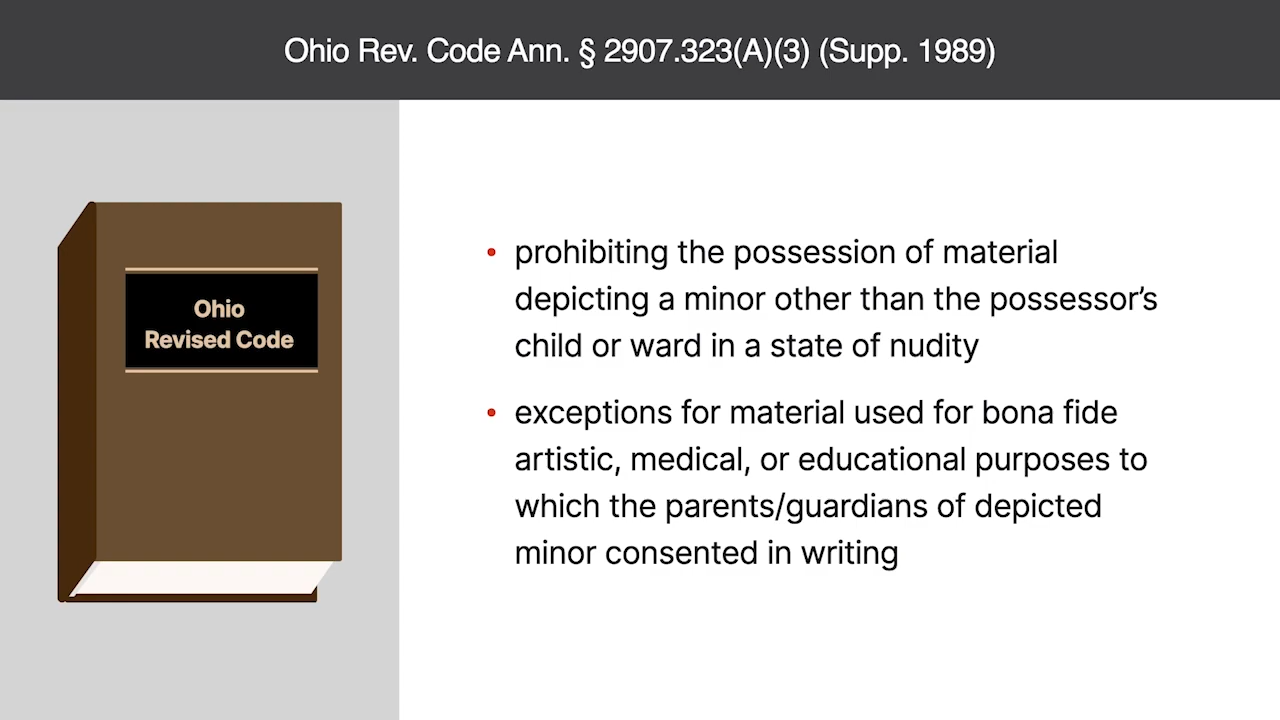 Ohio Rev. Code Ann. § 2907.323(A)(3) (Supp. 1989)
Ohio
Revised Code
• prohibiting the possession of material
depicting a minor other than the possessor’s
child or ward in a state of nudity
• exceptions for material used for bona fide
artistic, medical, or educational purposes to
which the parents/guardians of depicted
minor consented in writing